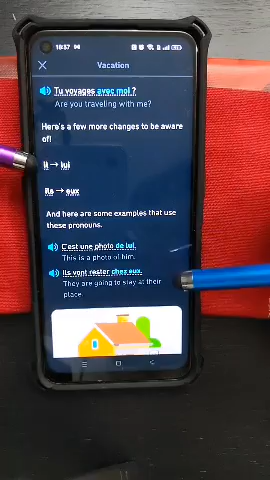 18:57
Vacation
Tu voyages avec moi ?
Are you traveling with me?
Here's a few more changes to be aware
of!
il → lui
ils → eux
And here are some examples that use
these pronouns.
C'est une photo de lui.
This is a photo of him.
Ils vont rester chez eux.
They are going to stay at their
place